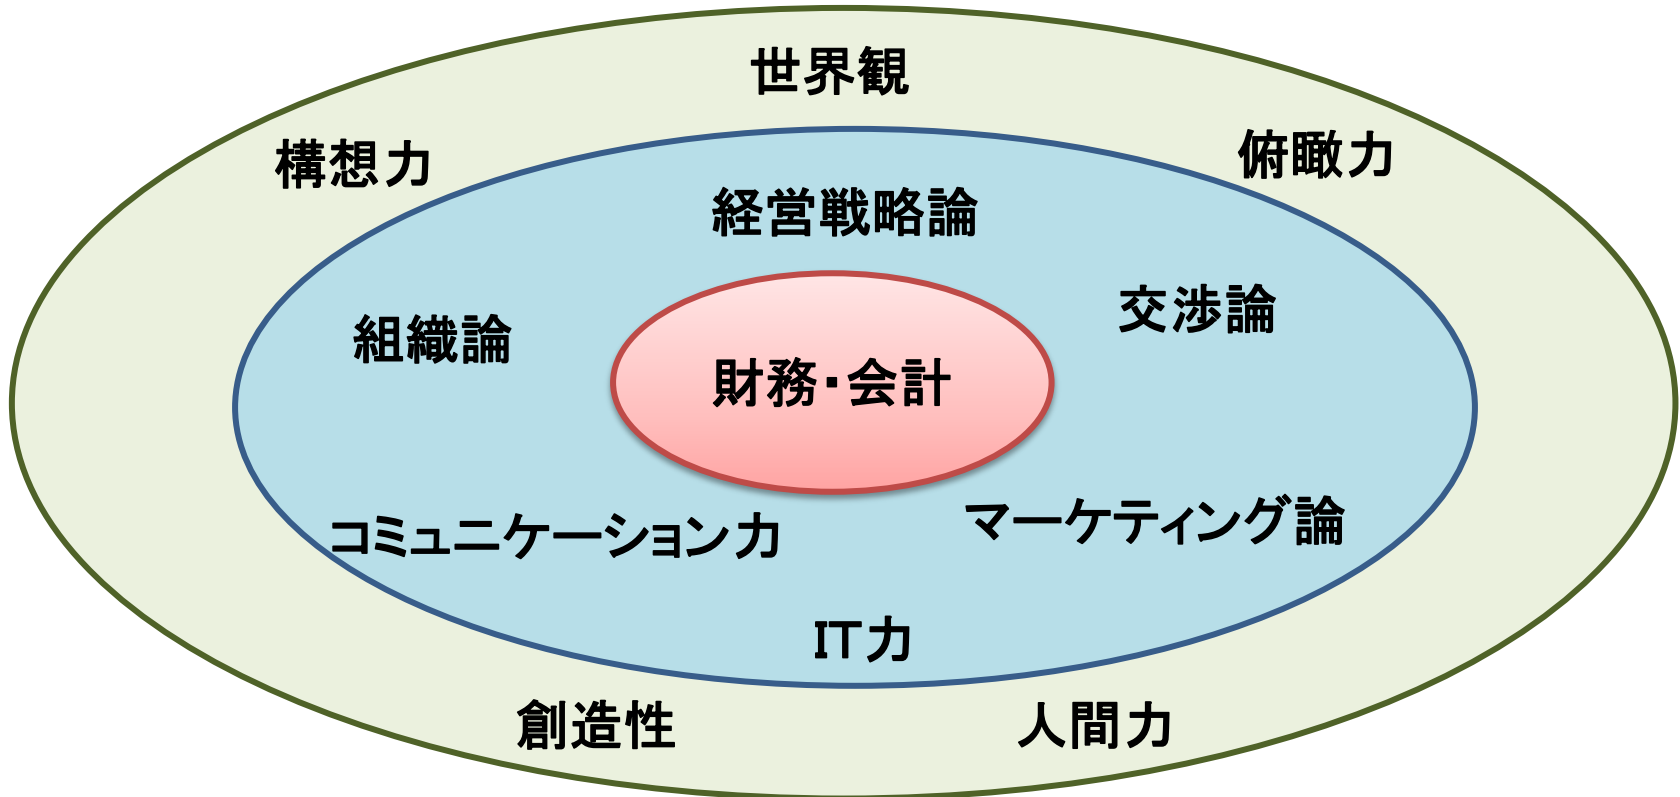 世界観
構想力
俯瞰力
経営戦略論
組織論
交渉論
財務・会計
コミュニケーション力
マーケティング論
IT力
創造性
人間力